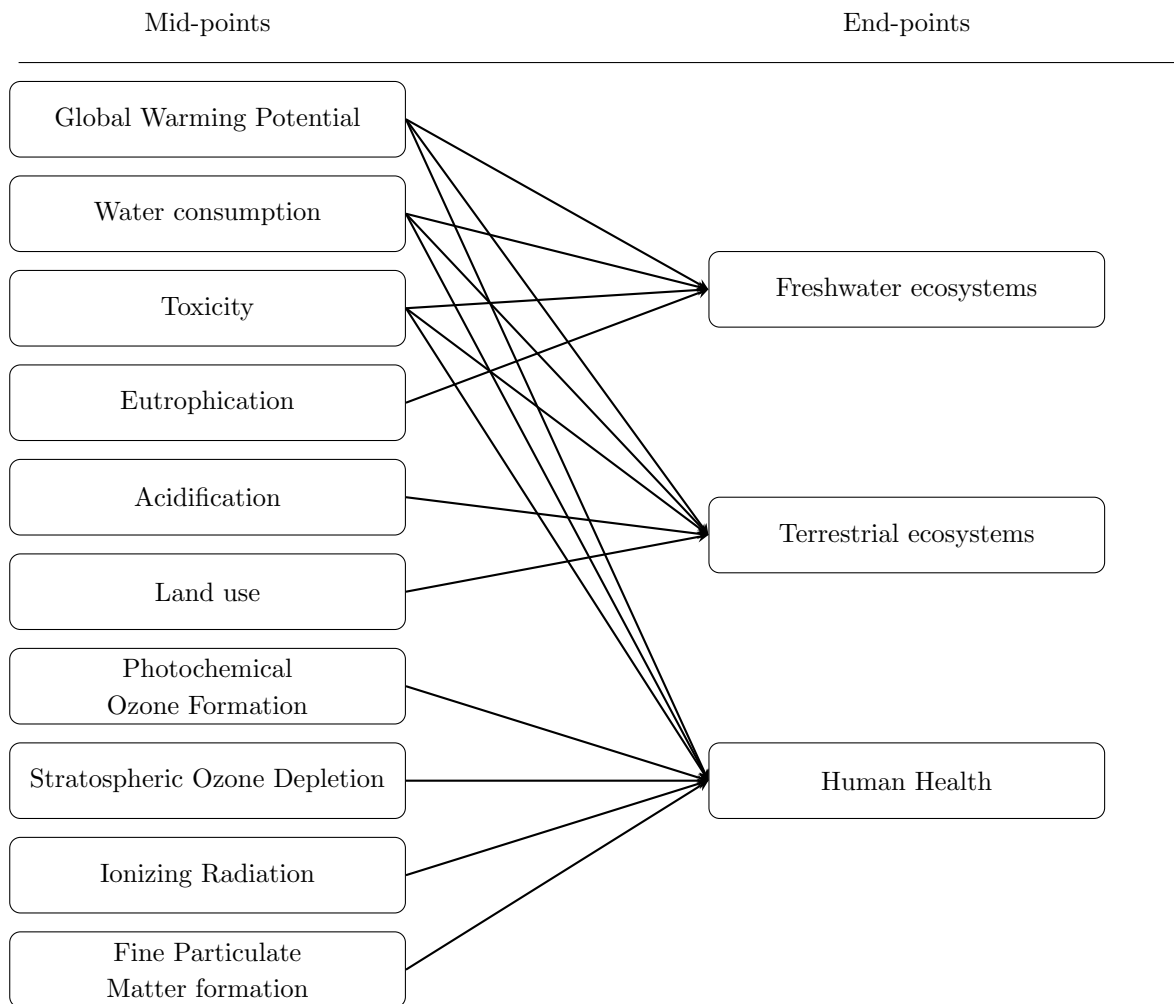 Mid-points
End-points
Global Warming Potential
Water consumption
Toxicity
Eutrophication
Acidification
Land use
Photochemical
Ozone Formation
Stratospheric Ozone Depletion
Ionizing Radiation
Fine Particulate
Matter formation
Freshwater ecosystems
Terrestrial ecosystems
Human Health